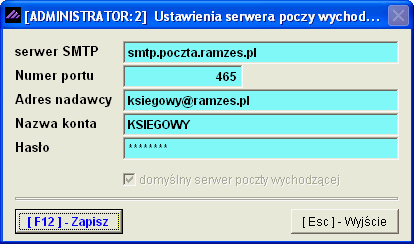 [ADMINISTRATOR:2] Ustawienia serwera poczy wychod...
serwer SMTP smtp.poczta.ramzes.pl
Numer portu 465
Adres nadawcy ksiegowy@ramzes.pl
Nazwa konta KSIEGOWY
Hasło ********
domyślny serwer poczty wychodzącej
[ F12 ] - Zapisz [ Esc ] - Wyjście